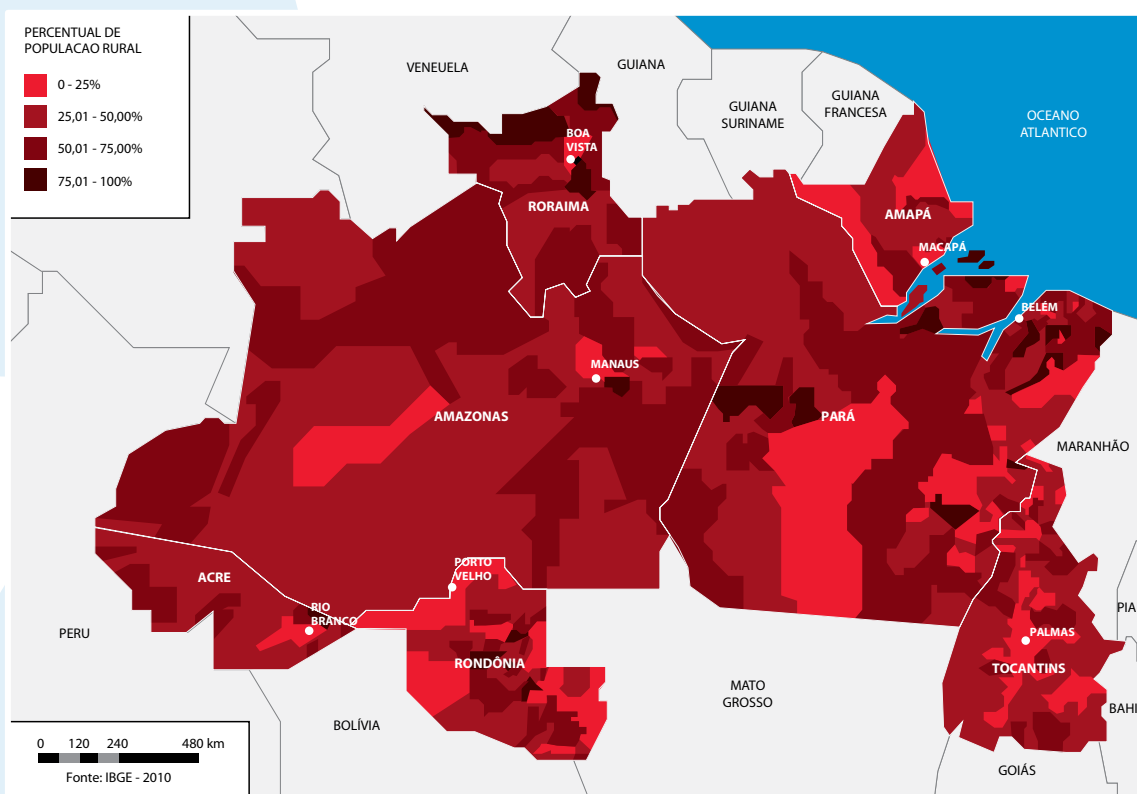 PERCENTUAL DE
POPULACAO RURAL
0 - 25%
25,01 - 50,00%
50,01 - 75,00%
75,01 - 100%
VENEUELA
GUIANA
GUIANA
SURINAME
GUIANA
FRANCESA
OCEANO
ATLANTICO
BOA
VISTA
RORAIMA
AMAPÁ
MACAPÁ
BELÉM
MANAUS
AMAZONAS
PARÁ
MARANHÃO
PORTO
VELHO
ACRE
RIO
BRANCO
PERU
RONDÔNIA
PIA
PALMAS
TOCANTINS
MATO
GROSSO
BAHI
BOLÍVIA
GOIÁS
0 120 240 480 km
Fonte: IBGE - 2010